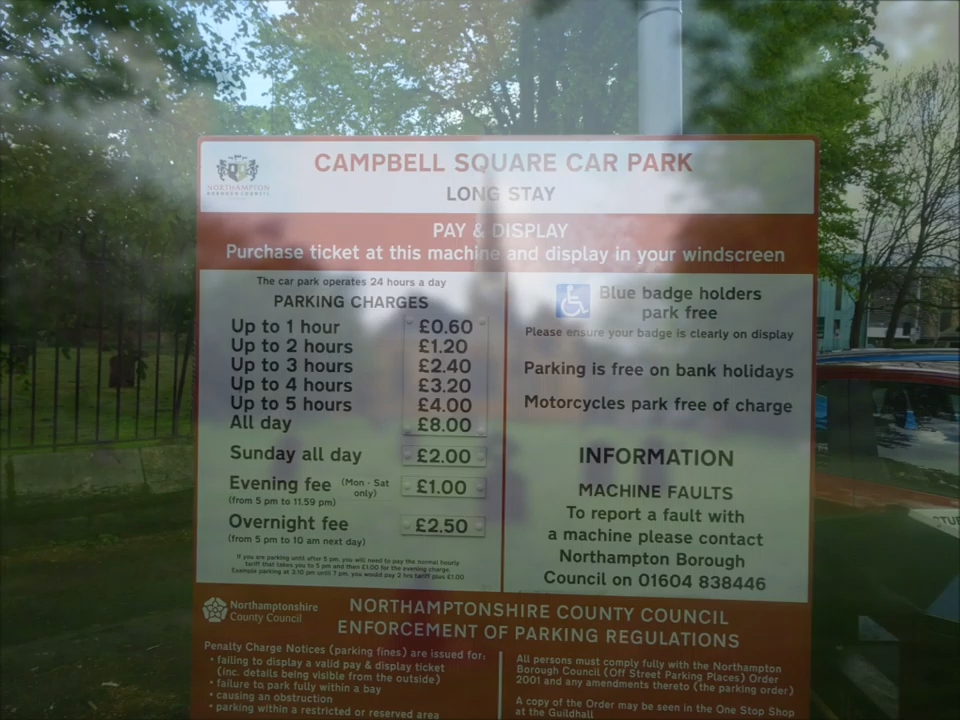 NORTHAMPTON
BOROUGH COUNCIL
CAMPBELL SQUARE CAR PARK
LONG STAY
PAY & DISPLAY
Purchase ticket at this machine and display in your windscreen
The car park operates 24 hours a day
PARKING CHARGES
Up to 1 hour £0.60
Up to 2 hours £1.20
Up to 3 hours £2.40
Up to 4 hours £3.20
Up to 5 hours £4.00
All day £8.00
Sunday all day £2.00
Evening fee (Mon - Sat only) £1.00
(from 5 pm to 11.59 pm)
Overnight fee £2.50
(from 5 pm to 10 am next day)
If you are parking until after 5 pm, you will need to pay the normal hourly
tariff that takes you to 5 pm and then £1.00 for the evening charge.
Example parking at 3:10 pm until 7 pm, you would pay 2 hrs tariff plus £1.00
Blue badge holders
park free
Please ensure your badge is clearly on display
Parking is free on bank holidays
Motorcycles park free of charge
INFORMATION
MACHINE FAULTS
To report a fault with
a machine please contact
Northampton Borough
Council on 01604 838446
Northamptonshire
County Council
NORTHAMPTONSHIRE COUNTY COUNCIL
ENFORCEMENT OF PARKING REGULATIONS
Penalty Charge Notices (parking fines) are issued for:
• failing to display a valid pay & display ticket
(inc. details being visible from the outside)
• failure to park fully within a bay
• causing an obstruction
• parking within a restricted or reserved area
All persons must comply fully with the Northampton
Borough Council (Off Street Parking Places) Order
2001 and any amendments thereto (the parking order)
A copy of the Order may be seen in the One Stop Shop
at the Guildhall